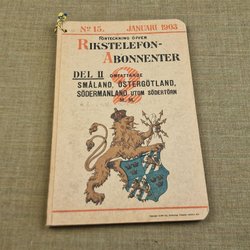 No 15. JANUARI 1903
FÖRTECKNING ÖFVER
RIKSTELEFON-
ABONNENTER
DEL II OMFATTANDE
SMÅLAND, ÖSTERGÖTLAND,
SÖDERMANLAND UTOM SÖDERTÖRN
M. M.